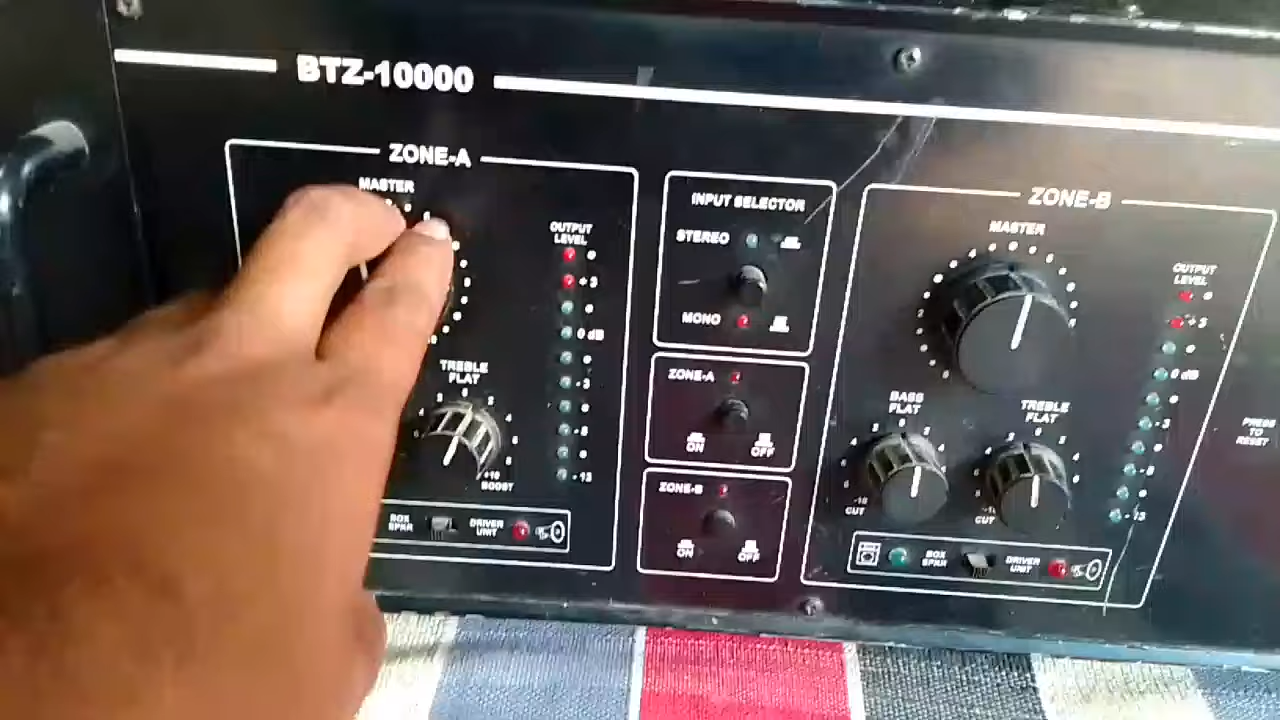 BTZ-10000
ZONE-A
MASTER
OUTPUT
LEVEL
+3
0 dB
-3
-8
-13
TREBLE
FLAT
+10
BOOST
BOX
SPKR
DRIVER
UNIT
INPUT SELECTOR
STEREO
MONO
ZONE-A
ON
OFF
ZONE-B
ON
OFF
ZONE-B
MASTER
OUTPUT
LEVEL
+3
0 dB
-3
-8
-13
BASS
FLAT
-10
CUT
TREBLE
FLAT
CUT
BOX
SPKR
DRIVER
UNIT
PRESS
TO
RESET